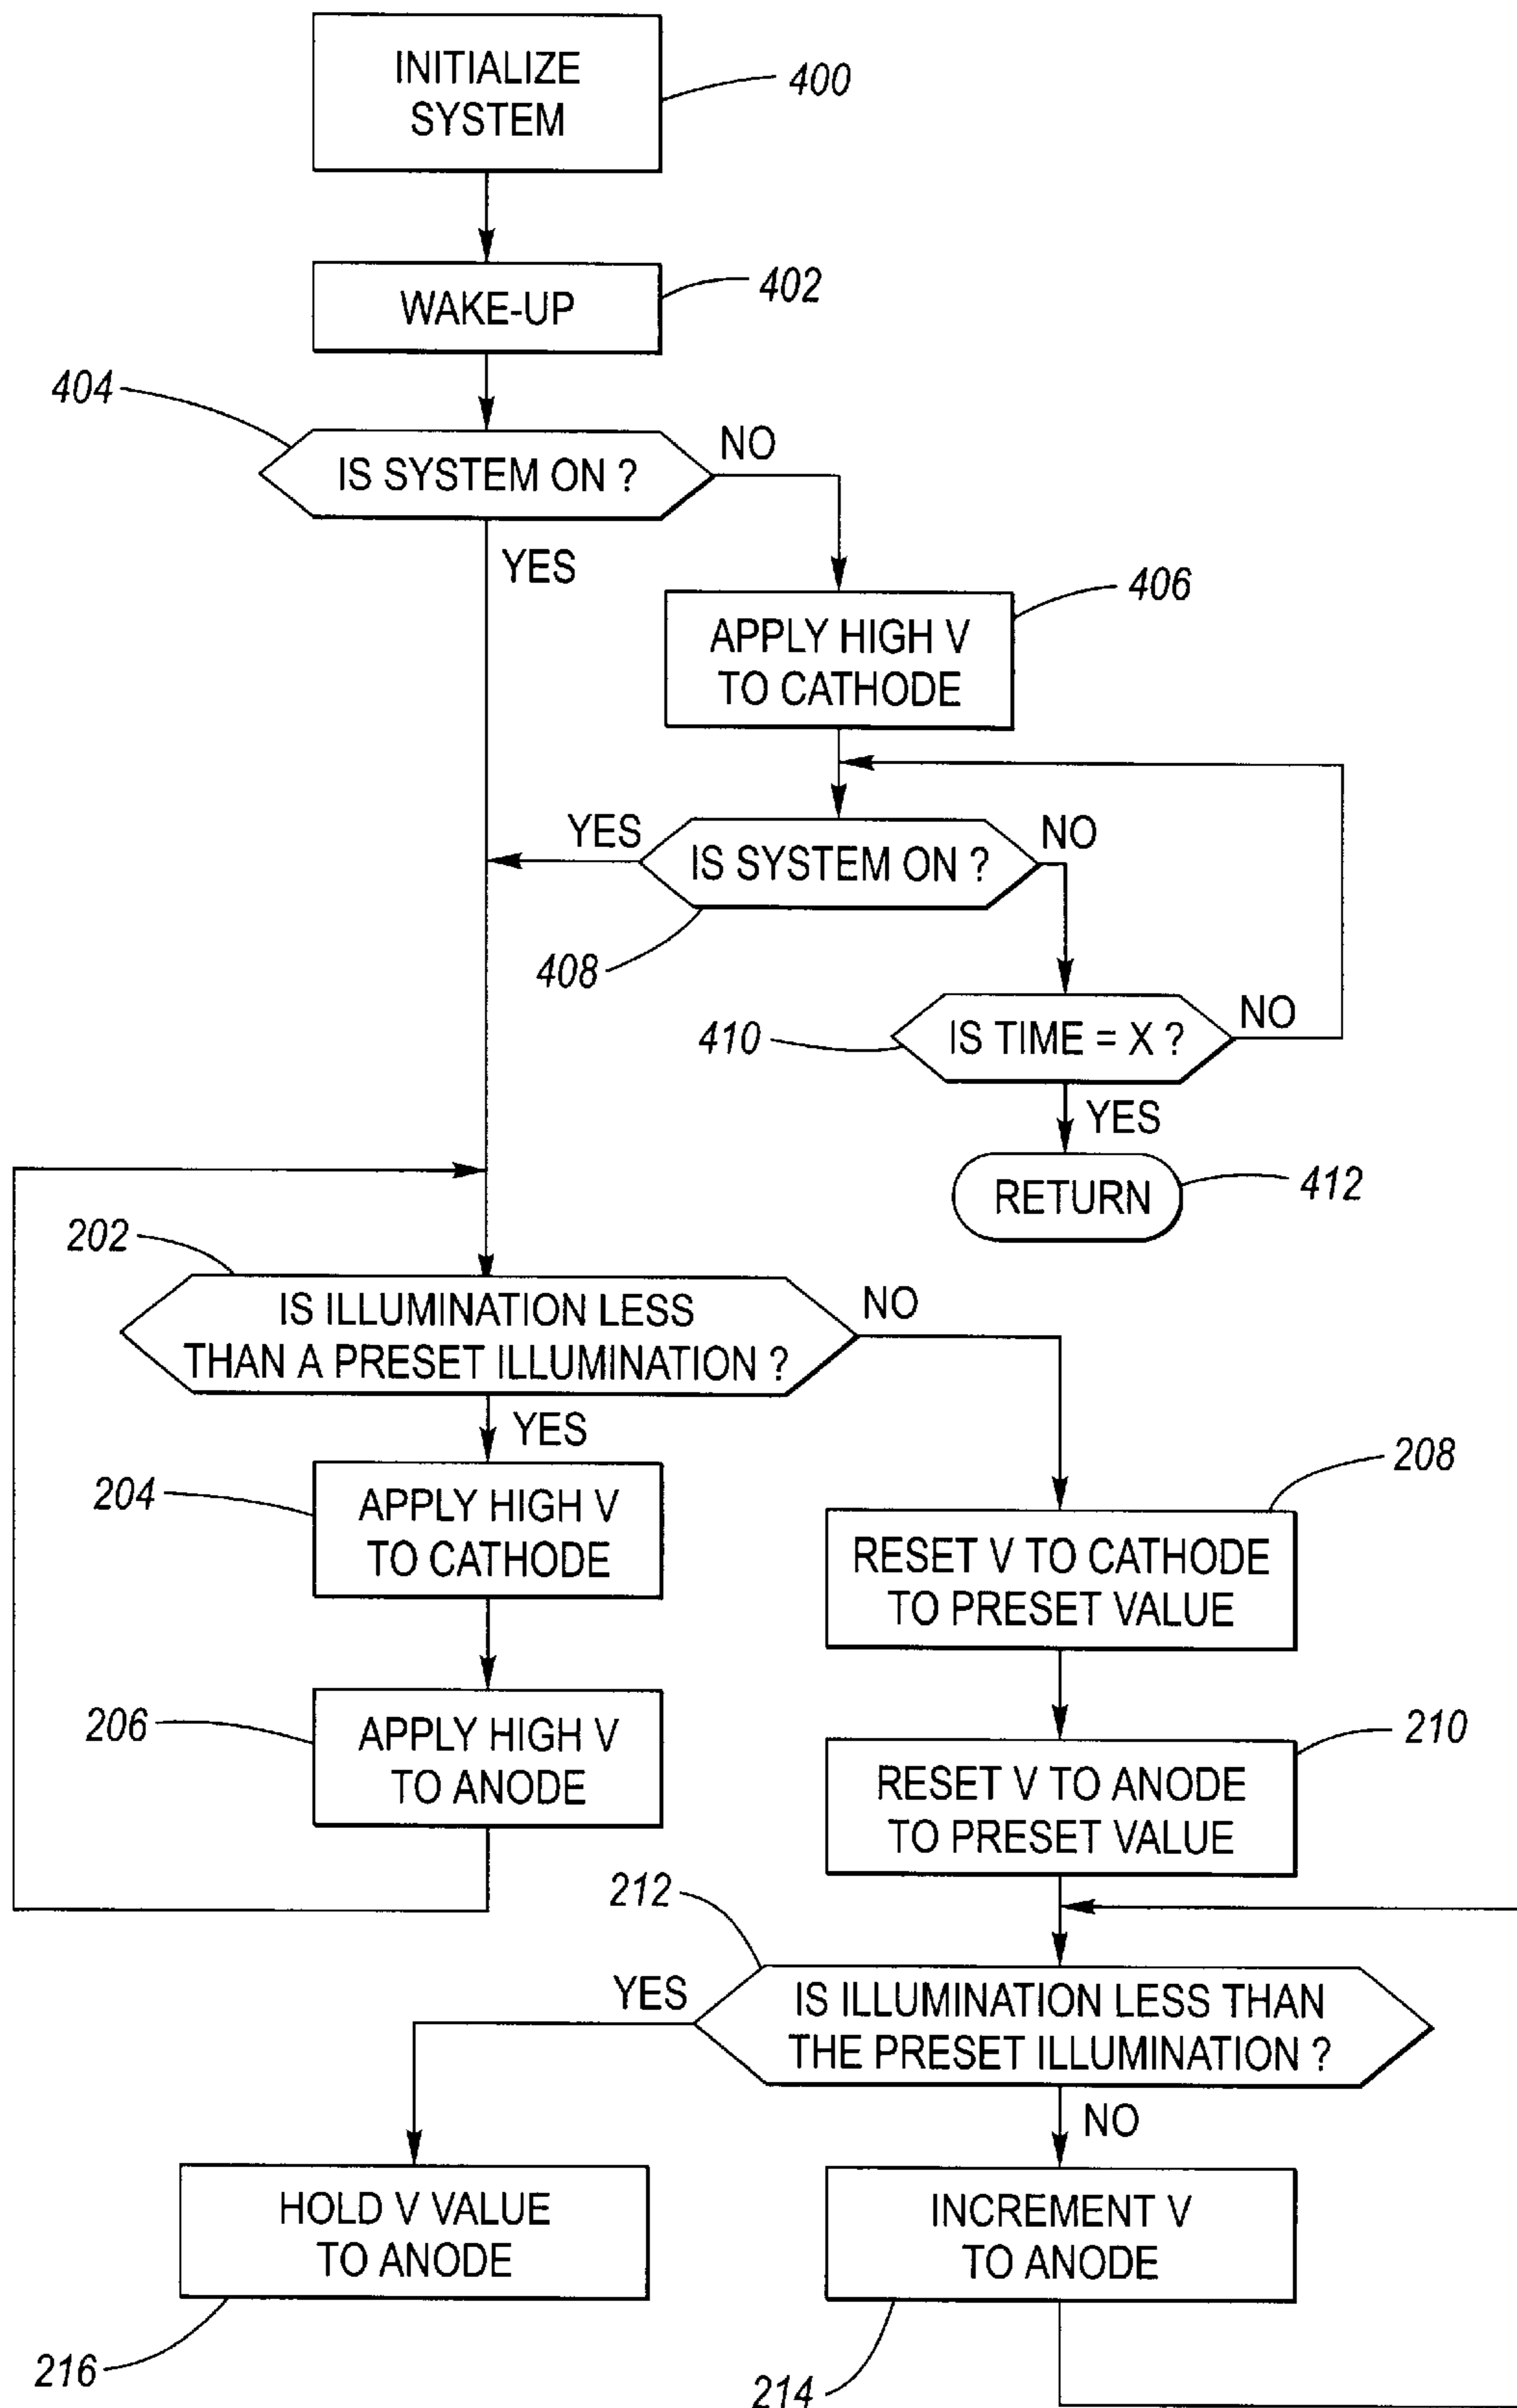 INITIALIZE
SYSTEM
400
WAKE-UP
402
404
IS SYSTEM ON ?
NO
YES
406
APPLY HIGH V
TO CATHODE
YES
IS SYSTEM ON ?
NO
408
410
IS TIME = X ?
NO
YES
RETURN
412
202
IS ILLUMINATION LESS
THAN A PRESET ILLUMINATION ?
NO
YES
204
APPLY HIGH V
TO CATHODE
208
RESET V TO CATHODE
TO PRESET VALUE
206
APPLY HIGH V
TO ANODE
210
RESET V TO ANODE
TO PRESET VALUE
212
YES
IS ILLUMINATION LESS THAN
THE PRESET ILLUMINATION ?
NO
HOLD V VALUE
TO ANODE
INCREMENT V
TO ANODE
216
214